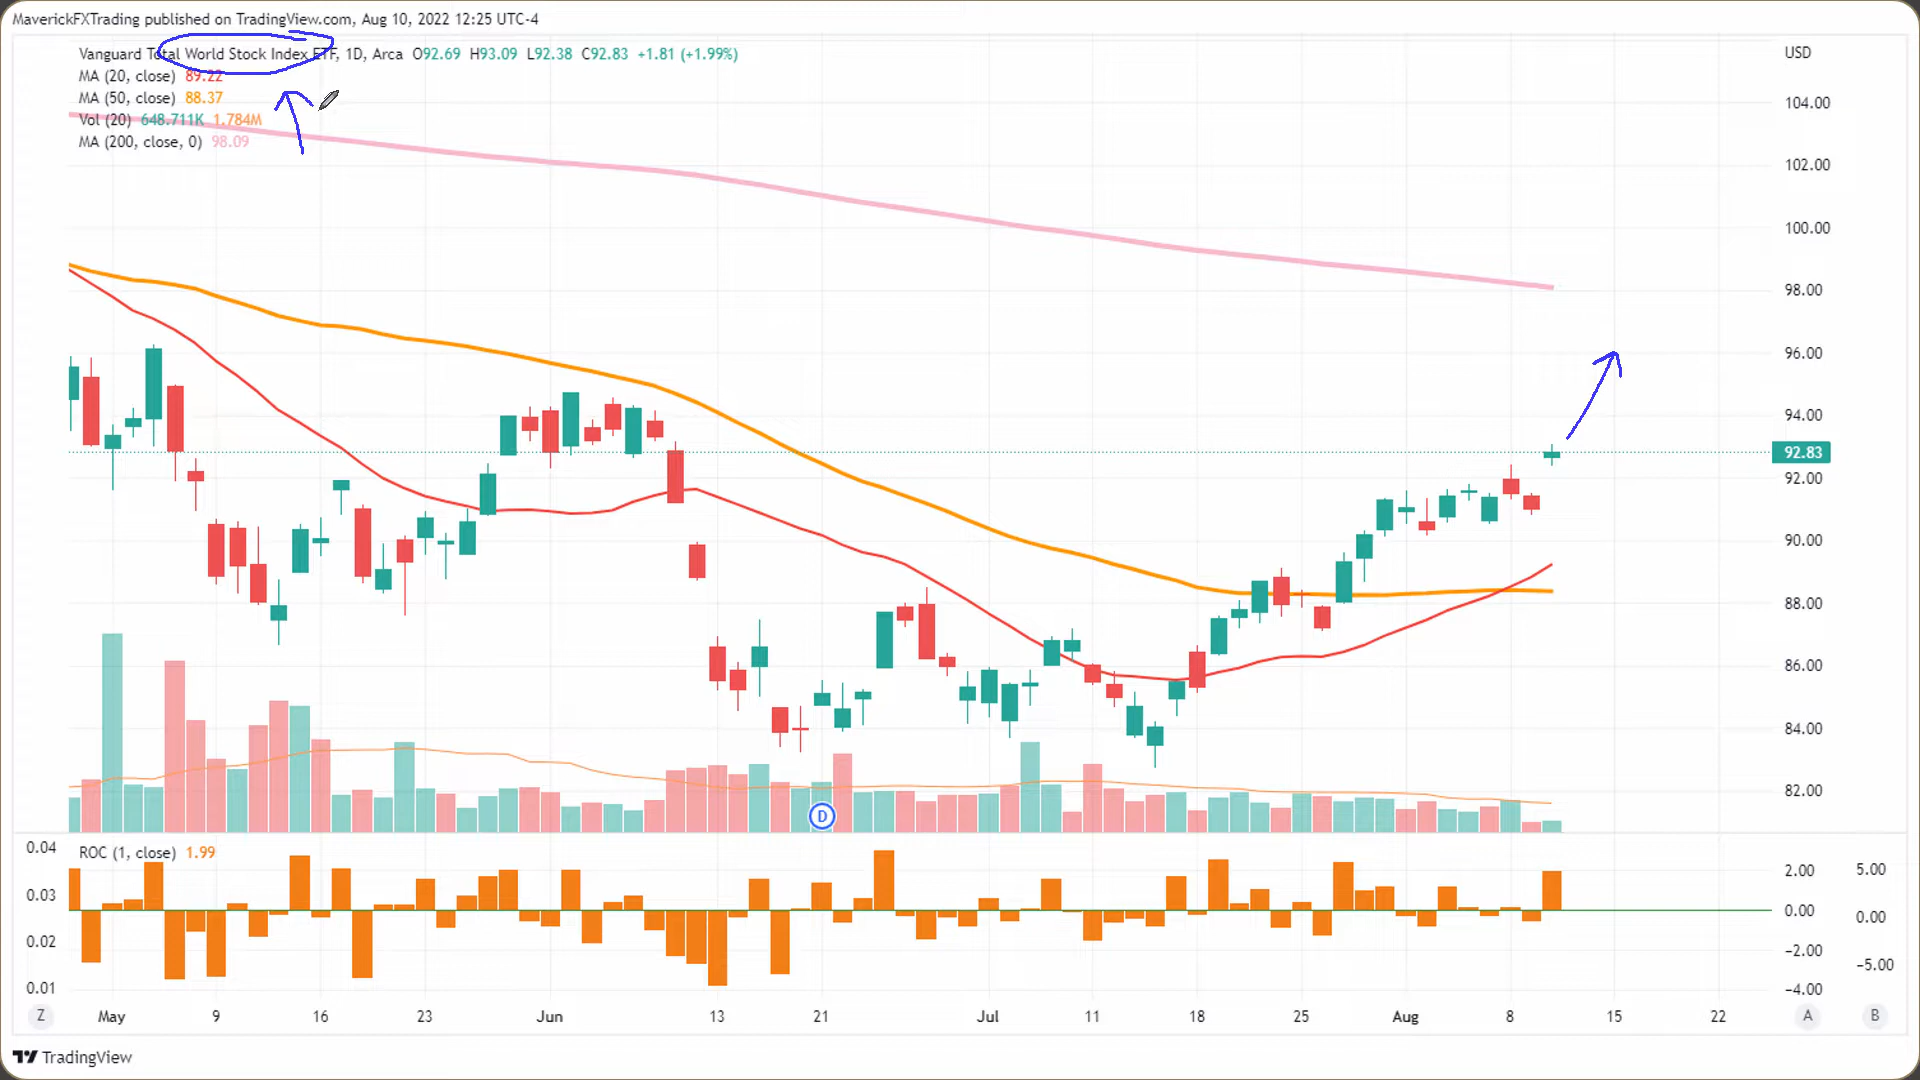 MaverickFXTrading published on TradingView.com, Aug 10, 2022 12:25 UTC-4
Vanguard Total World Stock Index ETF, 1D, Arca O92.69 H93.09 L92.38 C92.83 +1.81 (+1.99%)
USD
MA (20, close) 89.22
MA (50, close) 88.37
Vol (20) 648.711K 1.784M
MA (200, close, 0) 98.09
104.00
102.00
100.00
98.00
96.00
94.00
92.83
92.00
90.00
88.00
86.00
84.00
82.00
D
ROC (1, close) 1.99
0.04
0.03
0.02
0.01
2.00
0.00
−2.00
−4.00
5.00
0.00
−5.00
Z May 9 16 23 Jun 13 21 Jul 11 18 25 Aug 8 15 22 A B
TradingView